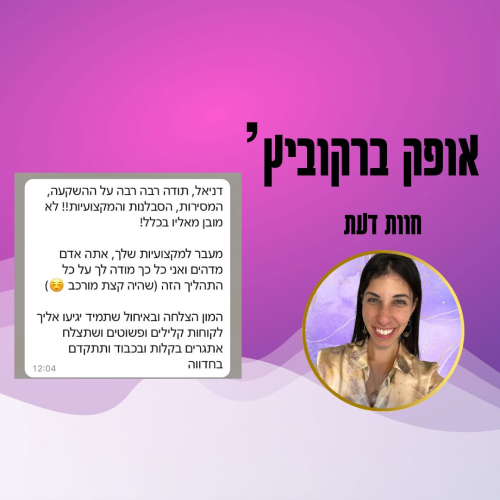 אופק ברקוביץ'
חוות דעת
דניאל, תודה רבה רבה על ההשקעה,
המסירות, הסבלנות והמקצועיות!! לא
מובן מאליו בכלל!
מעבר למקצועיות שלך, אתה אדם
מדהים ואני כל כך מודה לך על כל
התהליך הזה (שהיה קצת מורכב ☺️)
המון הצלחה ובאיחול שתמיד יגיעו אליך
לקוחות קלילים ופשוטים ושתצלח
אתגרים בקלות ובכבוד ותתקדם
בחדווה
12:04